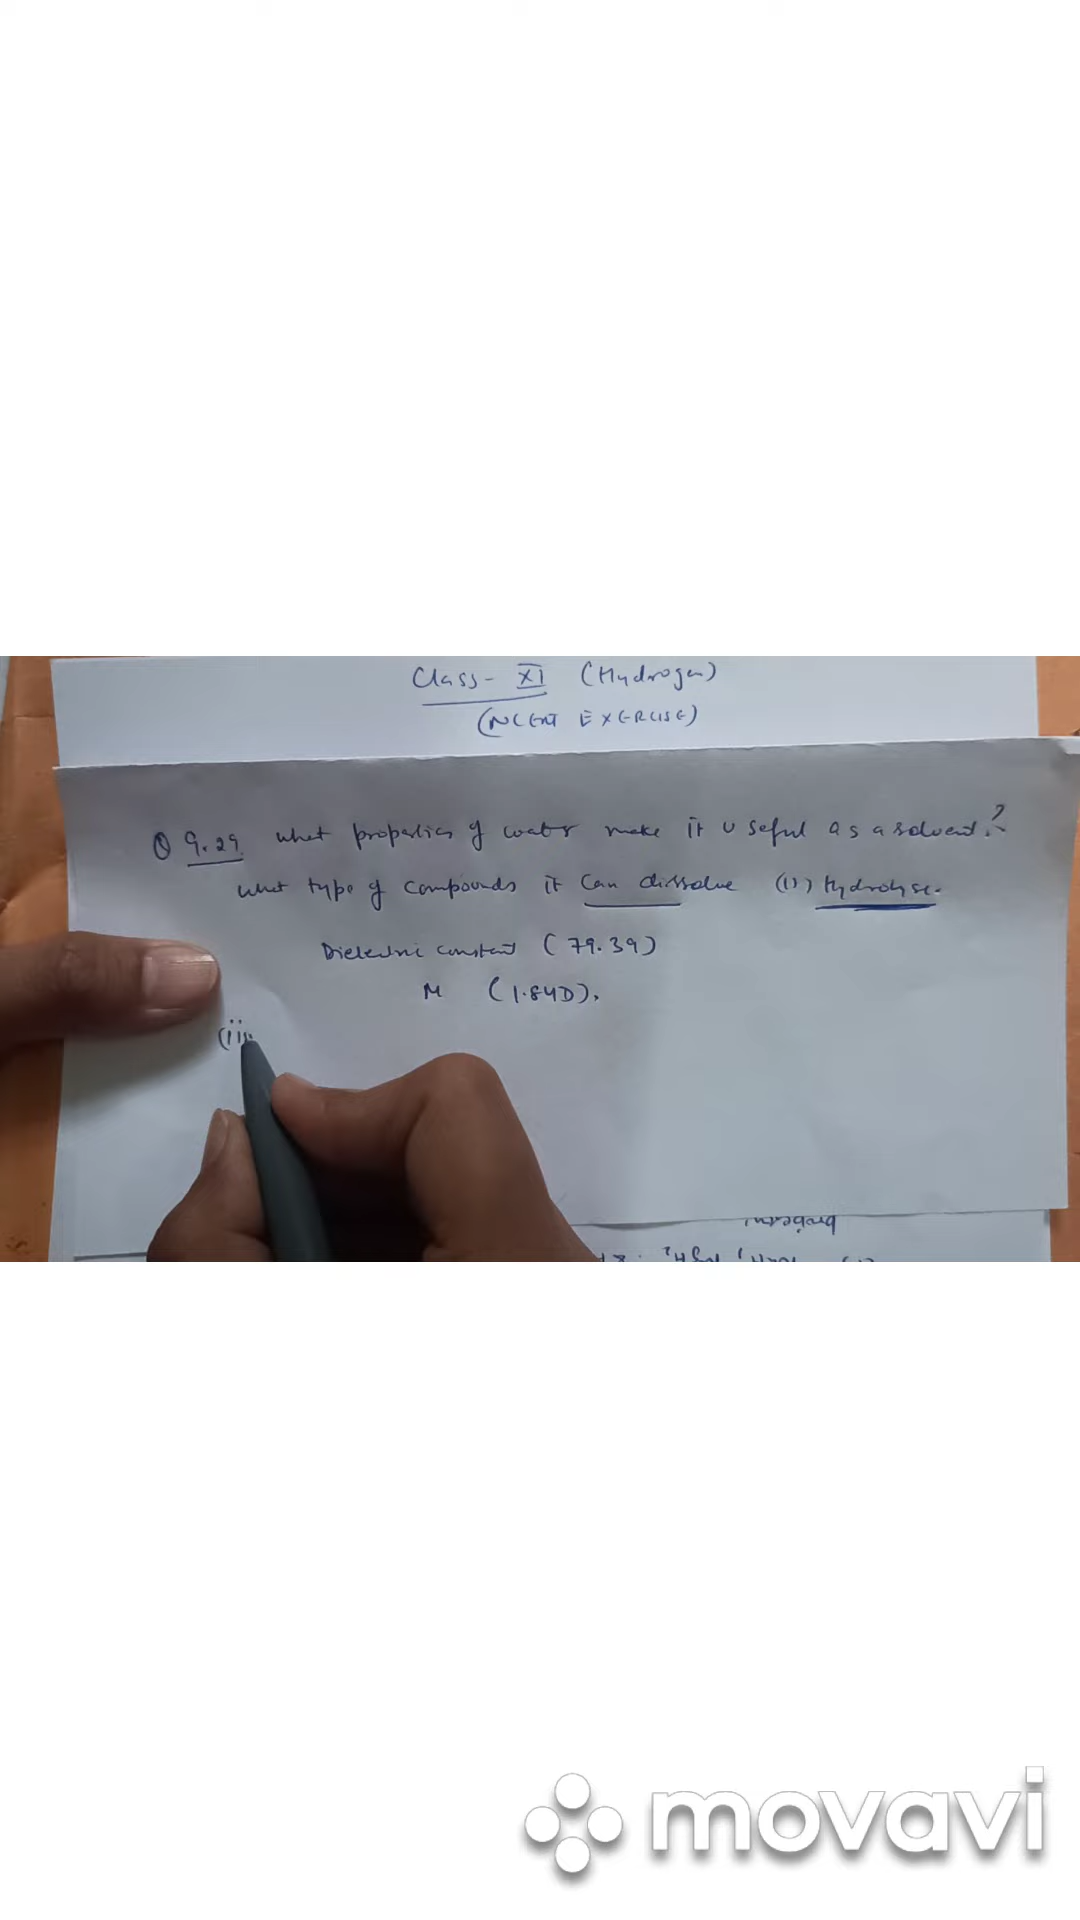 Class- XI (Hydrogen)
(NCERT EXERCISE)
Q 9.29 What properties of water make it useful as a solvent?
What type of compounds it can dissolve (ii) Hydrolyse.
Dielectric constant (79.39)
M (1.84D).
(ii)
movavi